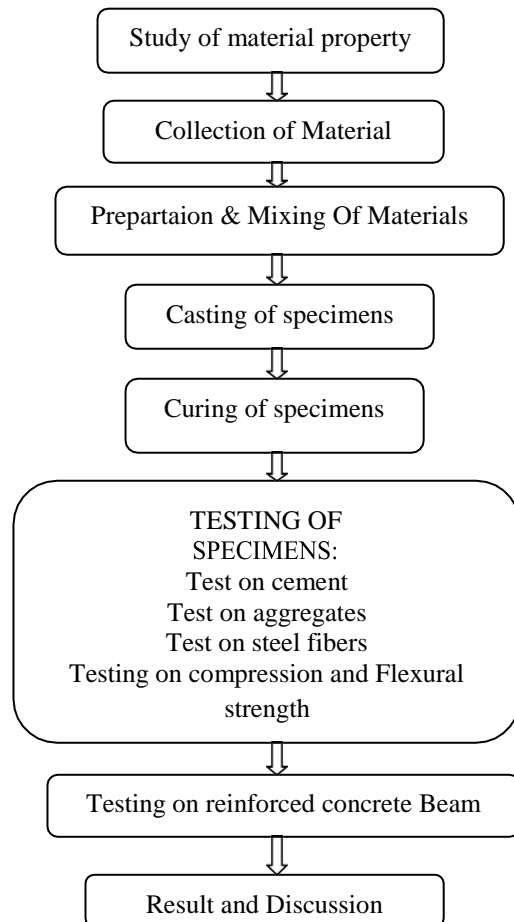 Study of material property
Collection of Material
Prepartaion & Mixing Of Materials
Casting of specimens
Curing of specimens
TESTING OF
SPECIMENS:
Test on cement
Test on aggregates
Test on steel fibers
Testing on compression and Flexural
strength
Testing on reinforced concrete Beam
Result and Discussion